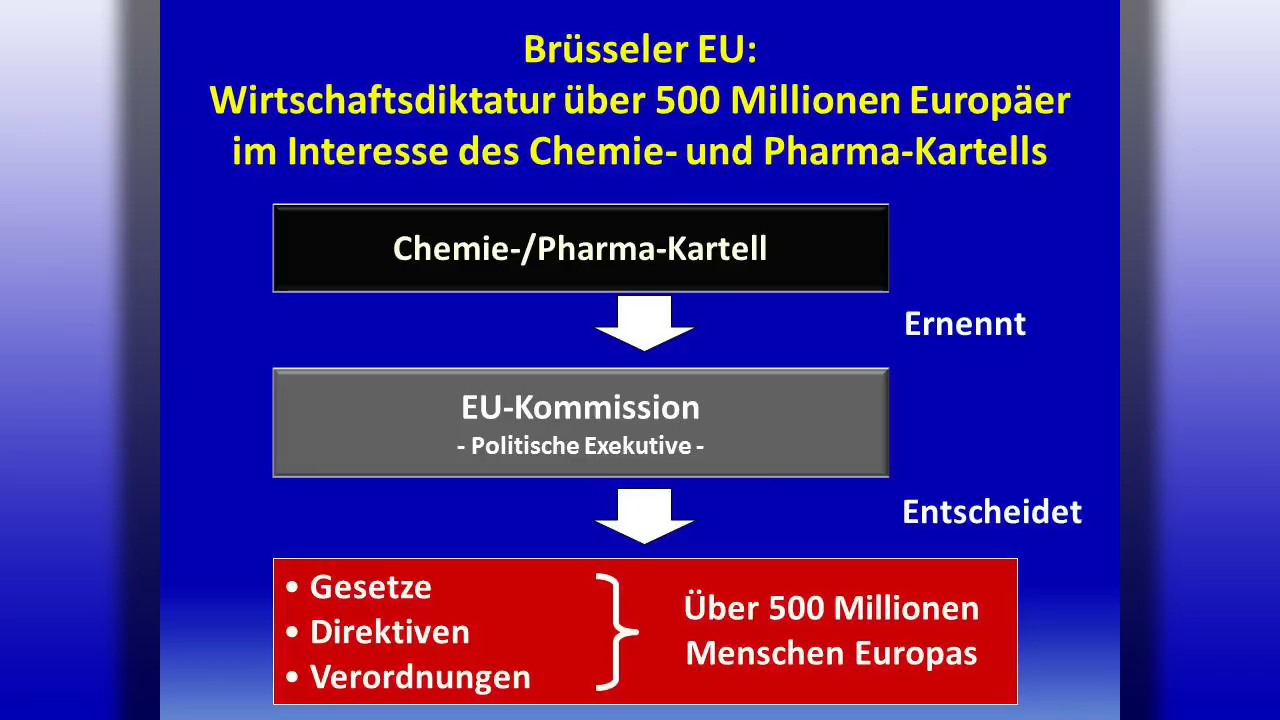 Brüsseler EU:
Wirtschaftsdiktatur über 500 Millionen Europäer
im Interesse des Chemie- und Pharma-Kartells
Chemie-/Pharma-Kartell
Ernennt
EU-Kommission
- Politische Exekutive -
Entscheidet
• Gesetze
• Direktiven
• Verordnungen
Über 500 Millionen
Menschen Europas